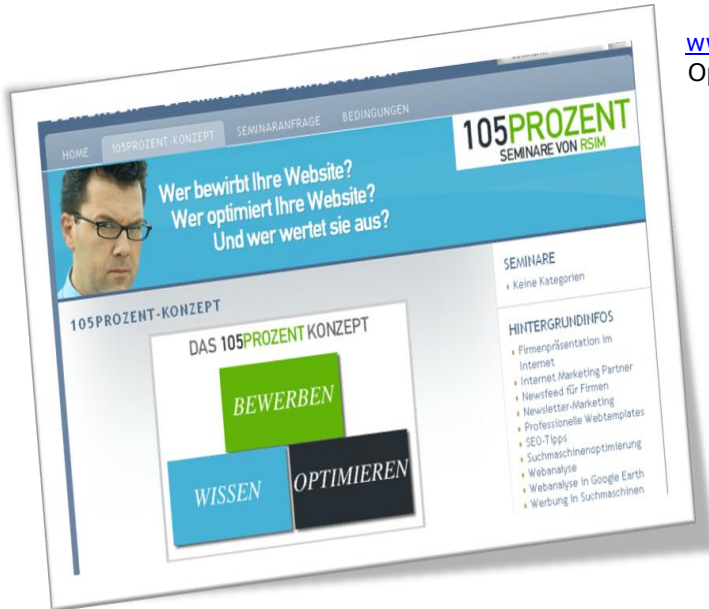 HOME 105PROZENT-KONZEPT SEMINARANFRAGE BEDINGUNGEN
105PROZENT
SEMINARE VON RSIM
Wer bewirbt Ihre Website?
Wer optimiert Ihre Website?
Und wer wertet sie aus?
105PROZENT-KONZEPT
DAS 105PROZENT KONZEPT
BEWERBEN
WISSEN
OPTIMIEREN
SEMINARE
Keine Kategorien
HINTERGRUNDINFOS
Firmenpräsentation im
Internet
Internet Marketing Partner
Newsfeed für Firmen
Newsletter-Marketing
Professionelle Webtemplates
SEO-Tipps
Suchmaschinenoptimierung
Webanalyse
Webanalyse in Google Earth
Werbung in Suchmaschinen